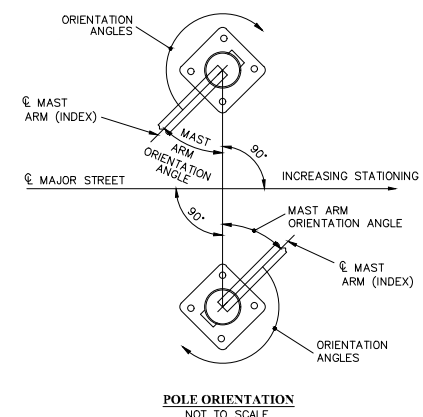 ORIENTATION
ANGLES
℄ MAST
ARM (INDEX)
MAST
ARM
ORIENTATION
ANGLE
90°
℄ MAJOR STREET
INCREASING STATIONING
90°
MAST ARM
ORIENTATION ANGLE
℄ MAST
ARM (INDEX)
ORIENTATION
ANGLES
POLE ORIENTATION
NOT TO SCALE